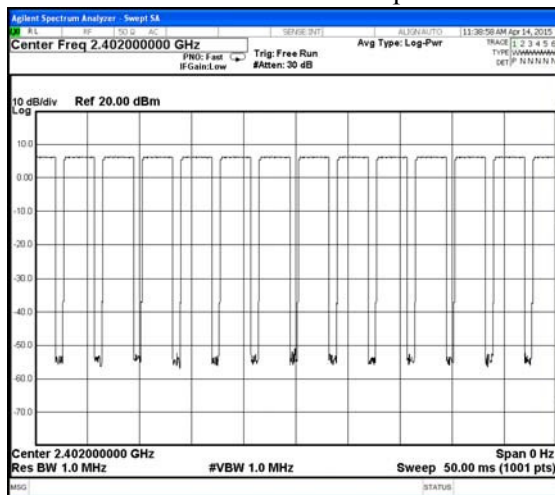 Agilent Spectrum Analyzer - Swept SA
RL RF 50 Ω AC SENSE:INT ALIGNAUTO 11:38:58 AM Apr 14, 2015
Center Freq 2.402000000 GHz Avg Type: Log-Pwr TRACE 1 2 3 4 5 6
PNO: Fast Trig: Free Run TYPE
IFGain:Low #Atten: 30 dB DET P N N N N N
10 dB/div Ref 20.00 dBm
Log
10.0
0.00
-10.0
-20.0
-30.0
-40.0
-50.0
-60.0
-70.0
Center 2.402000000 GHz Span 0 Hz
Res BW 1.0 MHz #VBW 1.0 MHz Sweep 50.00 ms (1001 pts)
MSG STATUS